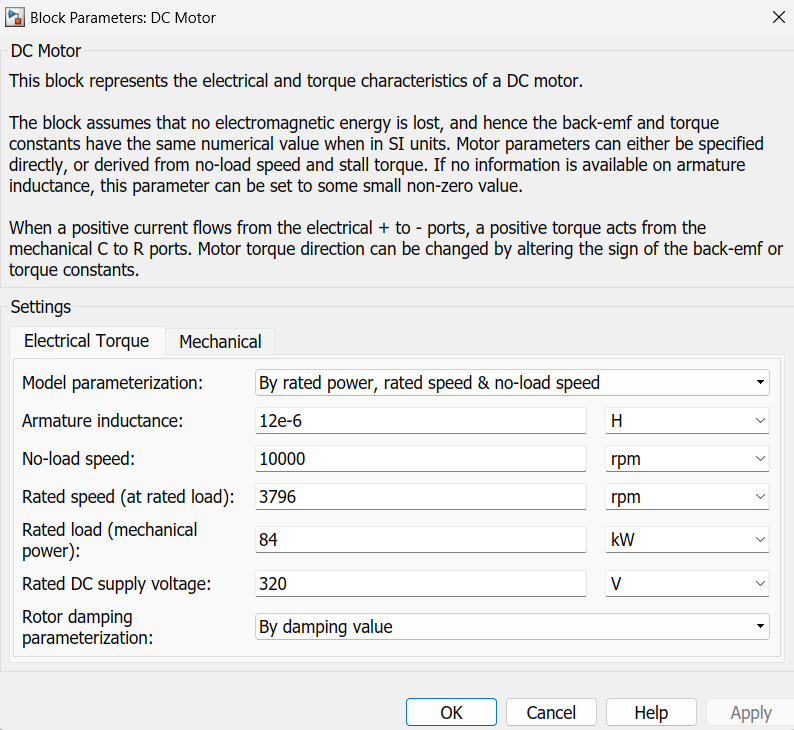 Block Parameters: DC Motor
DC Motor
This block represents the electrical and torque characteristics of a DC motor.
The block assumes that no electromagnetic energy is lost, and hence the back-emf and torque
constants have the same numerical value when in SI units. Motor parameters can either be specified
directly, or derived from no-load speed and stall torque. If no information is available on armature
inductance, this parameter can be set to some small non-zero value.
When a positive current flows from the electrical + to - ports, a positive torque acts from the
mechanical C to R ports. Motor torque direction can be changed by altering the sign of the back-emf or
torque constants.
Settings
Electrical Torque Mechanical
Model parameterization: By rated power, rated speed & no-load speed
Armature inductance: 12e-6 H
No-load speed: 10000 rpm
Rated speed (at rated load): 3796 rpm
Rated load (mechanical
power): 84 kW
Rated DC supply voltage: 320 V
Rotor damping
parameterization: By damping value
OK Cancel Help Apply